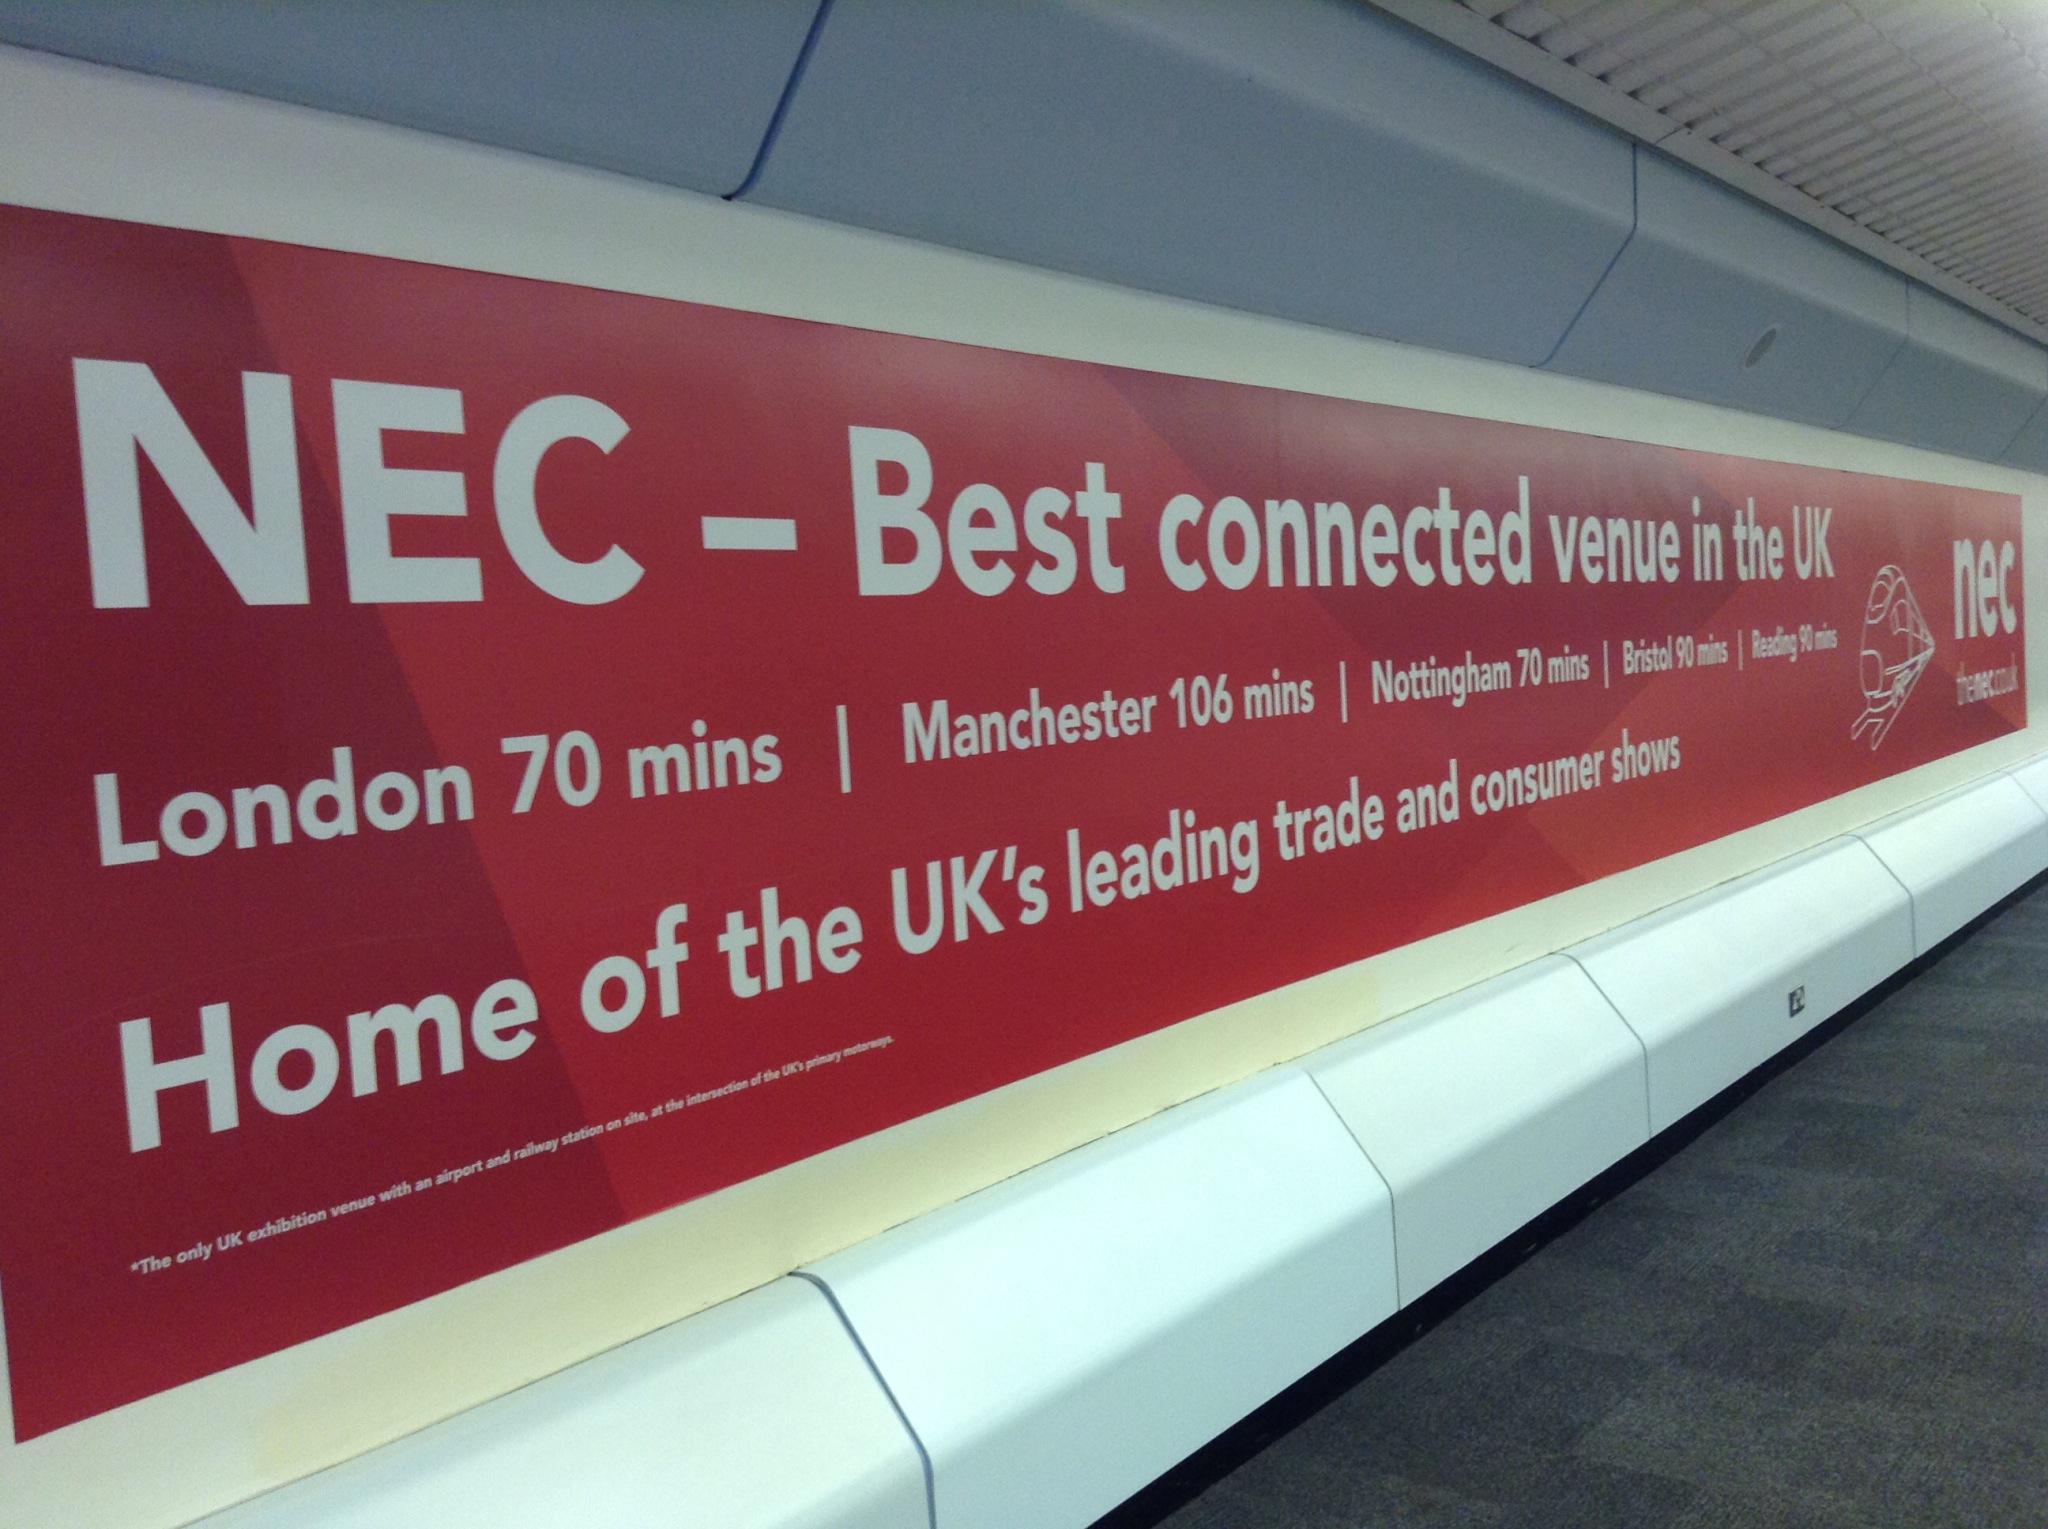 NEC – Best connected venue in the UK
London 70 mins | Manchester 106 mins | Nottingham 70 mins | Bristol 90 mins | Reading 90 mins
Home of the UK's leading trade and consumer shows
*The only UK exhibition venue with an airport and railway station on site, at the intersection of the UK's primary motorways.
nec
thenec.co.uk